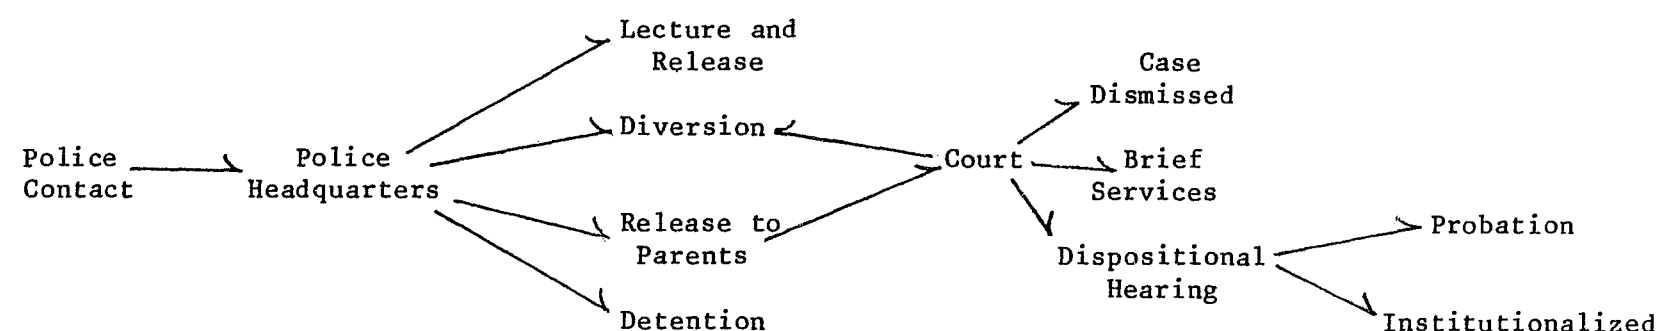 Lecture and
Release
Case
Dismissed
Diversion
Police
Contact
Police
Headquarters
Court
Brief
Services
Release to
Parents
Probation
Dispositional
Hearing
Detention
Institutionalized